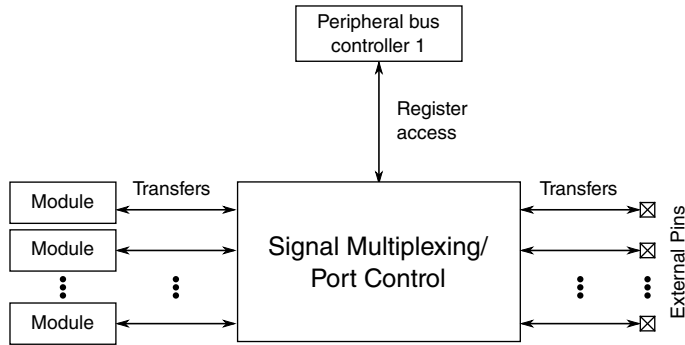 Peripheral bus
controller 1
Register
access
Module
Transfers
Transfers
Module
Signal Multiplexing/
Port Control
Module
External Pins